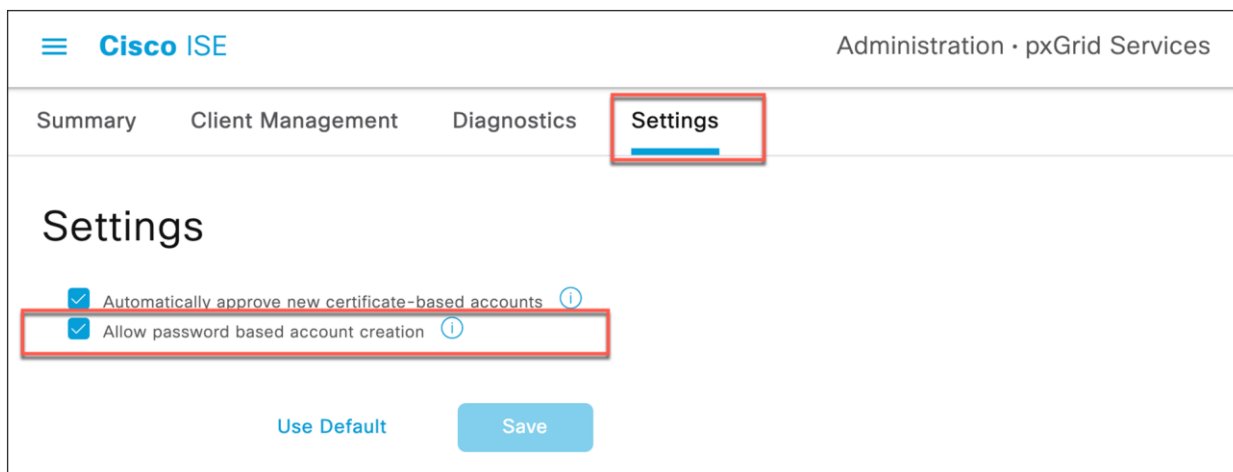 Cisco ISE
Administration · pxGrid Services
Summary Client Management Diagnostics Settings
Settings
Automatically approve new certificate-based accounts
Allow password based account creation
Use Default Save